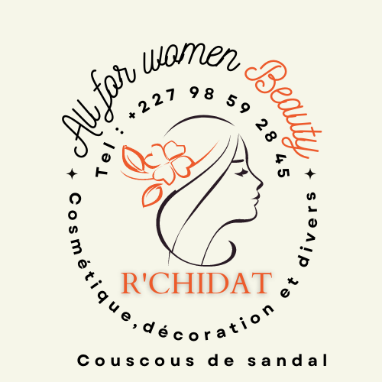 All for women Beauty
Tel : +227 98 59 28 45
R'CHIDAT
Cosmétique,décoration et divers
Couscous de sandal